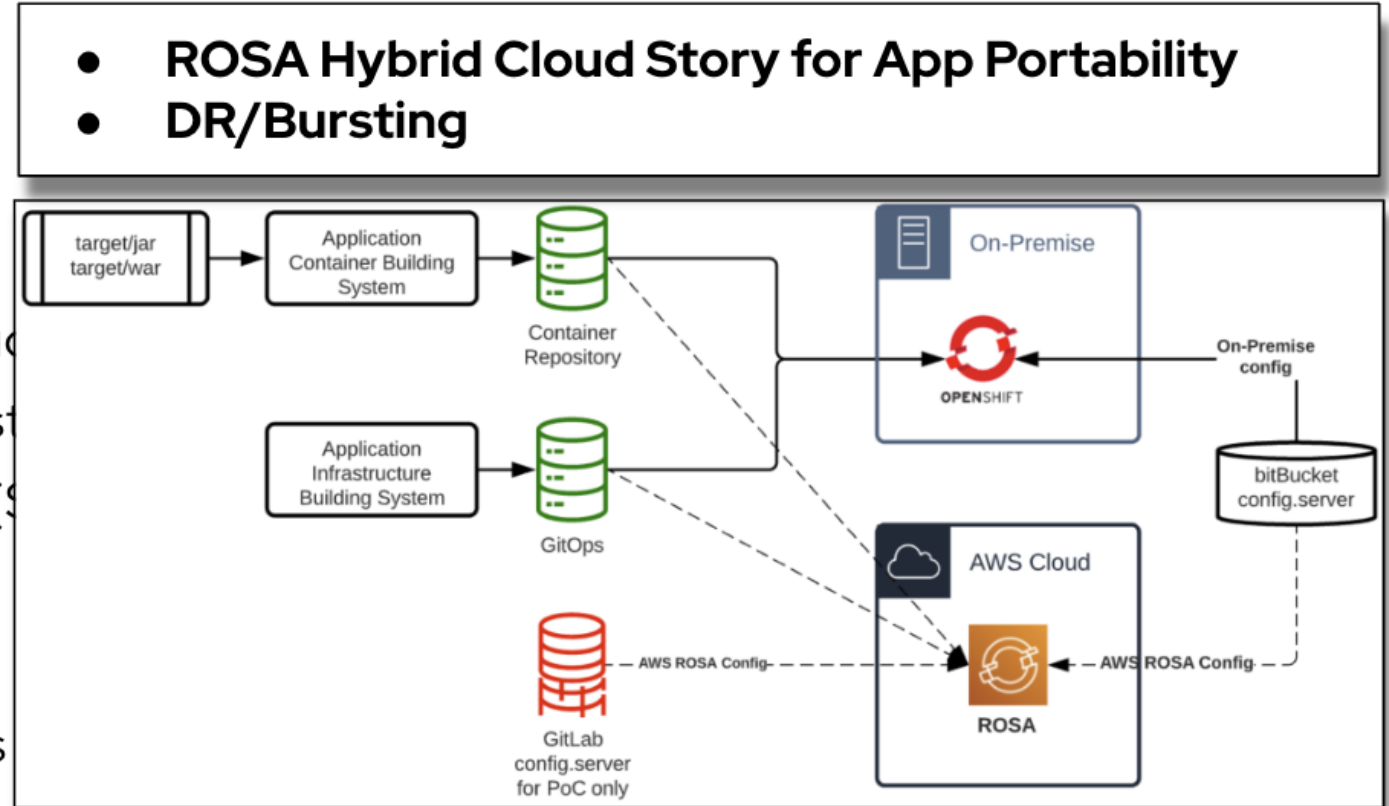 ● ROSA Hybrid Cloud Story for App Portability
● DR/Bursting
target/jar
target/war
Application
Container Building
System
Container
Repository
On-Premise
OPENSHIFT
On-Premise
config
Application
Infrastructure
Building System
GitOps
bitBucket
config.server
AWS Cloud
AWS ROSA Config
AWS ROSA Config
ROSA
GitLab
config.server
for PoC only